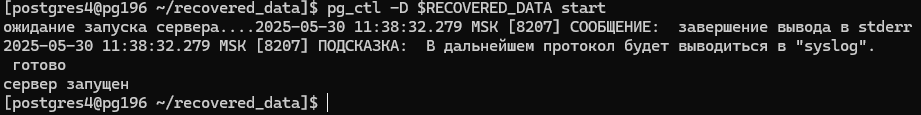 [postgres4@pg196 ~/recovered_data]$ pg_ctl -D $RECOVERED_DATA start
ожидание запуска сервера....2025-05-30 11:38:32.279 MSK [8207] СООБЩЕНИЕ:  завершение вывода в stderr
2025-05-30 11:38:32.279 MSK [8207] ПОДСКАЗКА:  В дальнейшем протокол будет выводиться в "syslog".
 готово
сервер запущен
[postgres4@pg196 ~/recovered_data]$